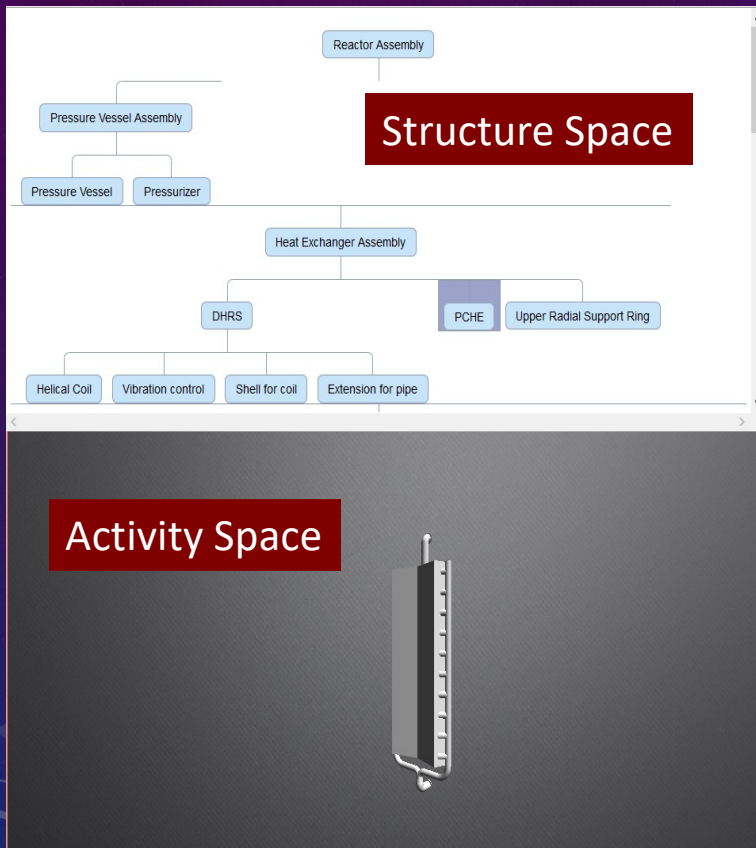 Reactor Assembly
Structure Space
Pressure Vessel Assembly
Pressure Vessel
Pressurizer
Heat Exchanger Assembly
DHRS
PCHE
Upper Radial Support Ring
Helical Coil
Vibration control
Shell for coil
Extension for pipe
Activity Space